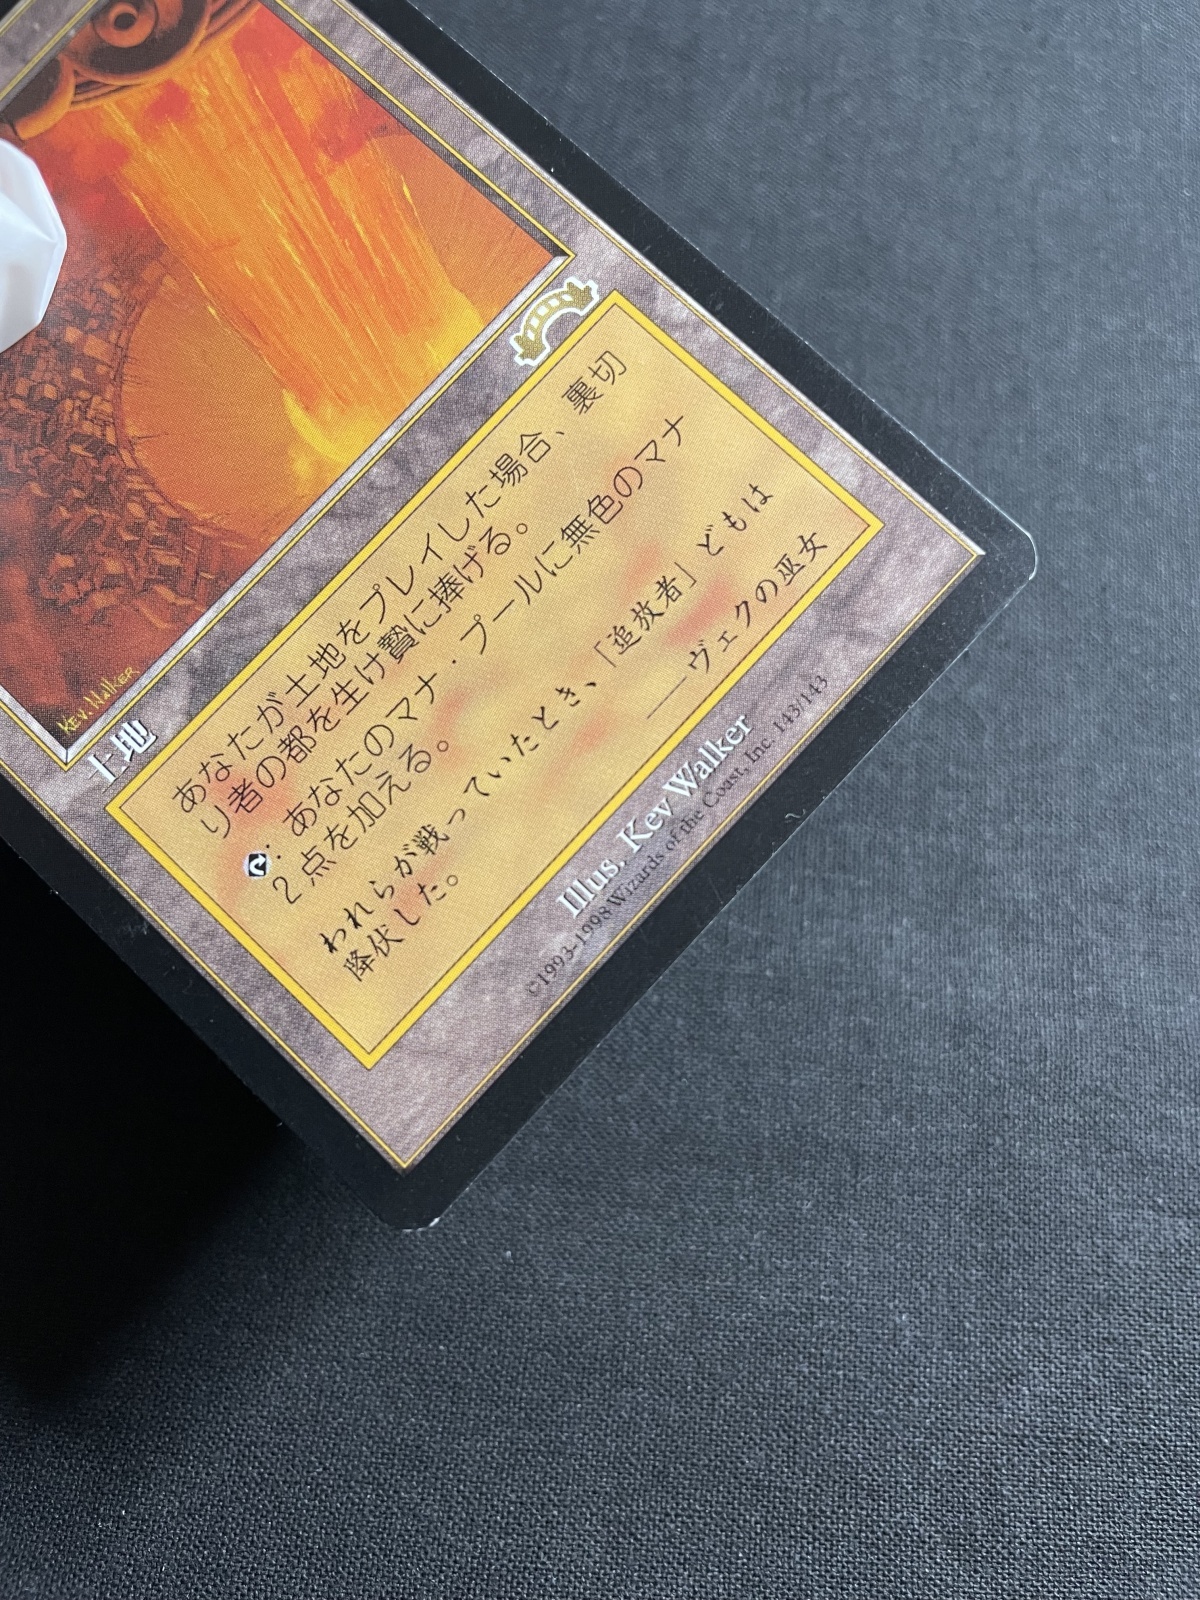 Kev. Walker
土地
あなたが土地をプレイした場合、裏切
り者の都を生け贄に捧げる。
: あなたのマナ・プールに無色のマナ
2点を加える。
われらが戦っていたとき、「追放者」どもは
降伏した。
――ヴェクの巫女
Illus. Kev Walker
©1993-1998 Wizards of the Coast, Inc. 143/143